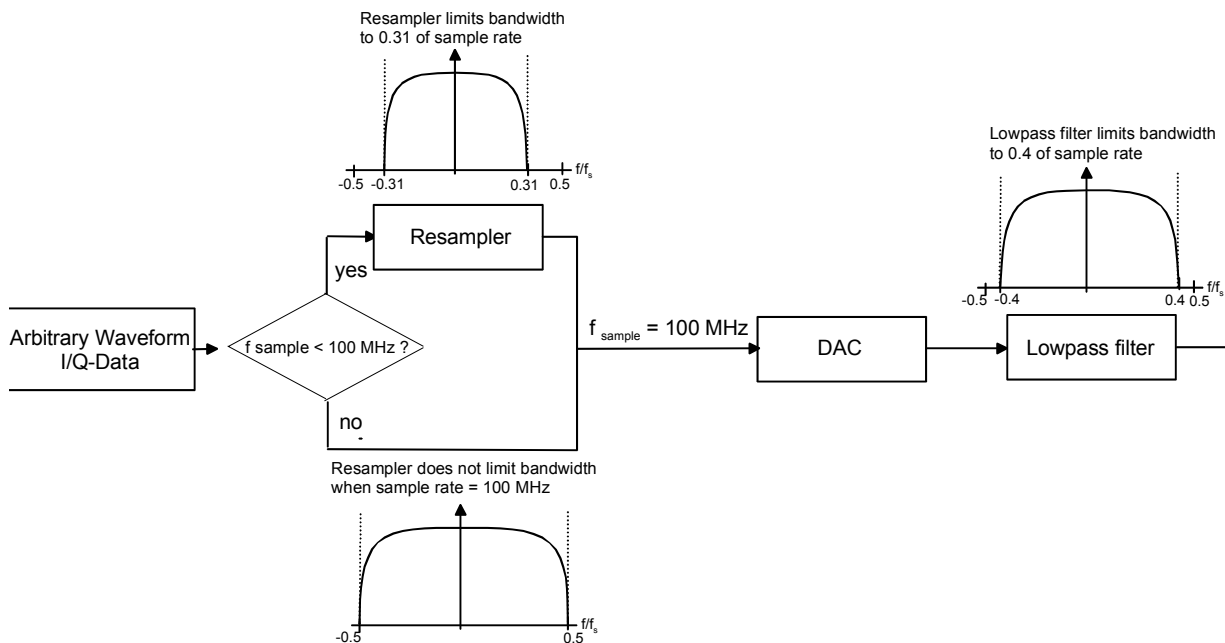 Resampler limits bandwidth
to 0.31 of sample rate
-0.5
-0.31
0.31
0.5
f/fs
Lowpass filter limits bandwidth
to 0.4 of sample rate
-0.5
-0.4
0.4
0.5
f/fs
Resampler
yes
Arbitrary Waveform
I/Q-Data
f sample < 100 MHz ?
f sample = 100 MHz
DAC
Lowpass filter
no
Resampler does not limit bandwidth
when sample rate = 100 MHz
-0.5
0.5
f/fs